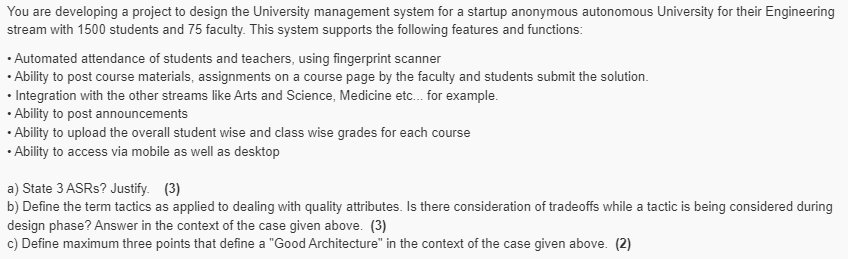 You are developing a project to design the University management system for a startup anonymous autonomous University for their Engineering
stream with 1500 students and 75 faculty. This system supports the following features and functions:
• Automated attendance of students and teachers, using fingerprint scanner
• Ability to post course materials, assignments on a course page by the faculty and students submit the solution.
• Integration with the other streams like Arts and Science, Medicine etc... for example.
• Ability to post announcements
• Ability to upload the overall student wise and class wise grades for each course
• Ability to access via mobile as well as desktop
a) State 3 ASRs? Justify. (3)
b) Define the term tactics as applied to dealing with quality attributes. Is there consideration of tradeoffs while a tactic is being considered during
design phase? Answer in the context of the case given above. (3)
c) Define maximum three points that define a "Good Architecture" in the context of the case given above. (2)